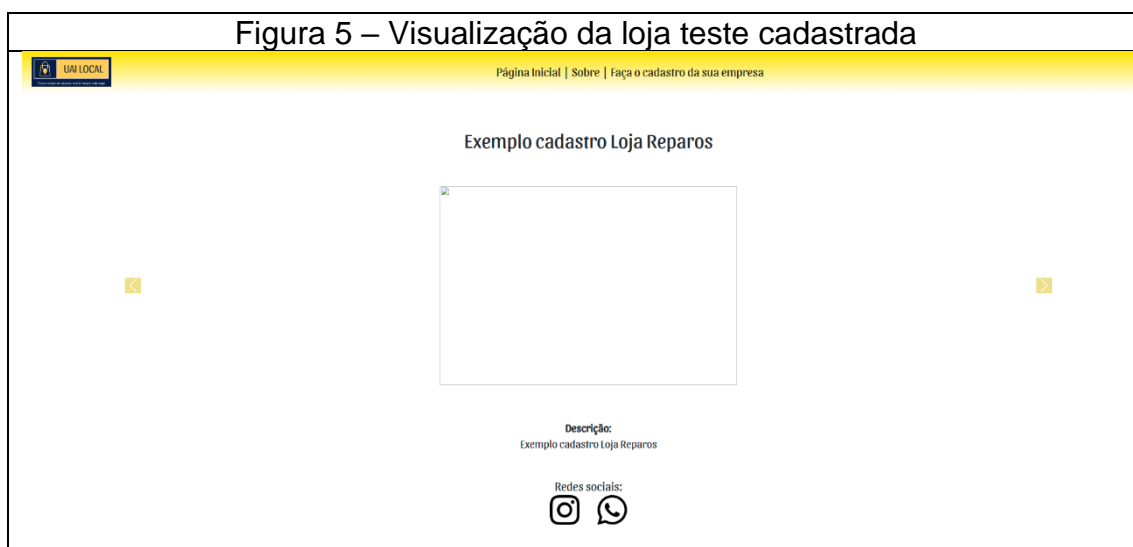 Figura 5 – Visualização da loja teste cadastrada
UAI LOCAL
Página Inicial | Sobre | Faça o cadastro da sua empresa
Exemplo cadastro Loja Reparos
Descrição:
Exemplo cadastro Loja Reparos
Redes sociais: